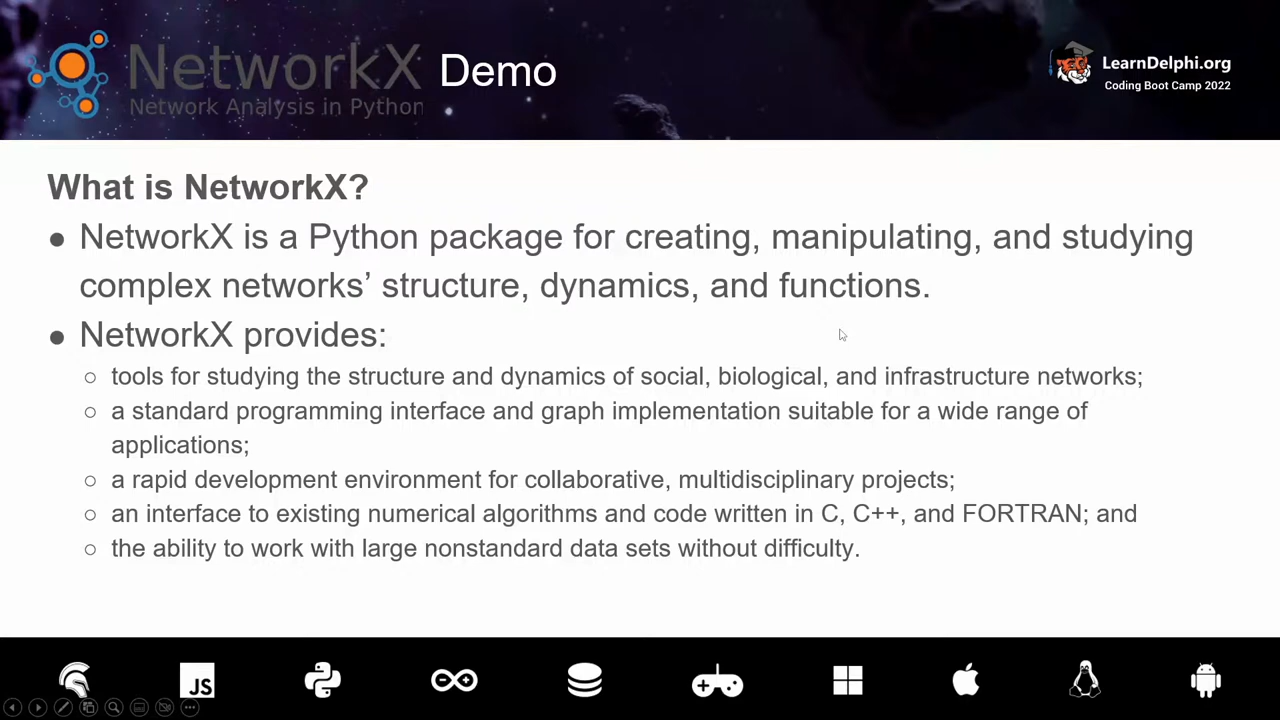 NetworkX Demo
Network Analysis in Python
LearnDelphi.org
Coding Boot Camp 2022
What is NetworkX?
● NetworkX is a Python package for creating, manipulating, and studying
complex networks’ structure, dynamics, and functions.
● NetworkX provides:
○ tools for studying the structure and dynamics of social, biological, and infrastructure networks;
○ a standard programming interface and graph implementation suitable for a wide range of
applications;
○ a rapid development environment for collaborative, multidisciplinary projects;
○ an interface to existing numerical algorithms and code written in C, C++, and FORTRAN; and
○ the ability to work with large nonstandard data sets without difficulty.
JS